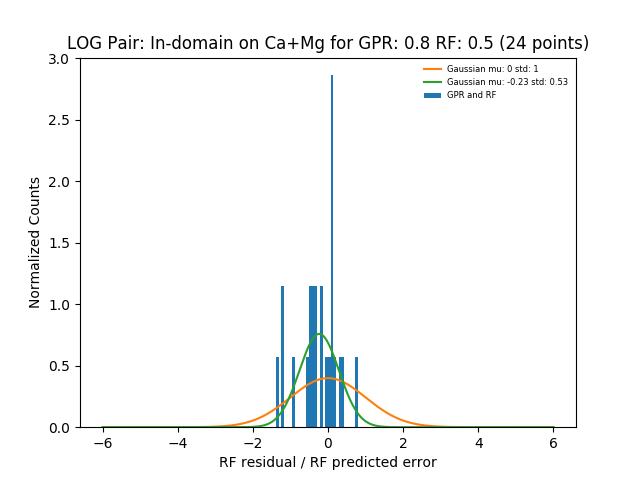 LOG Pair: In-domain on Ca+Mg for GPR: 0.8 RF: 0.5 (24 points)
Gaussian mu: 0 std: 1
Gaussian mu: -0.23 std: 0.53
GPR and RF
Normalized Counts
3.0
2.5
2.0
1.5
1.0
0.5
0.0
−6 −4 −2 0 2 4 6
RF residual / RF predicted error